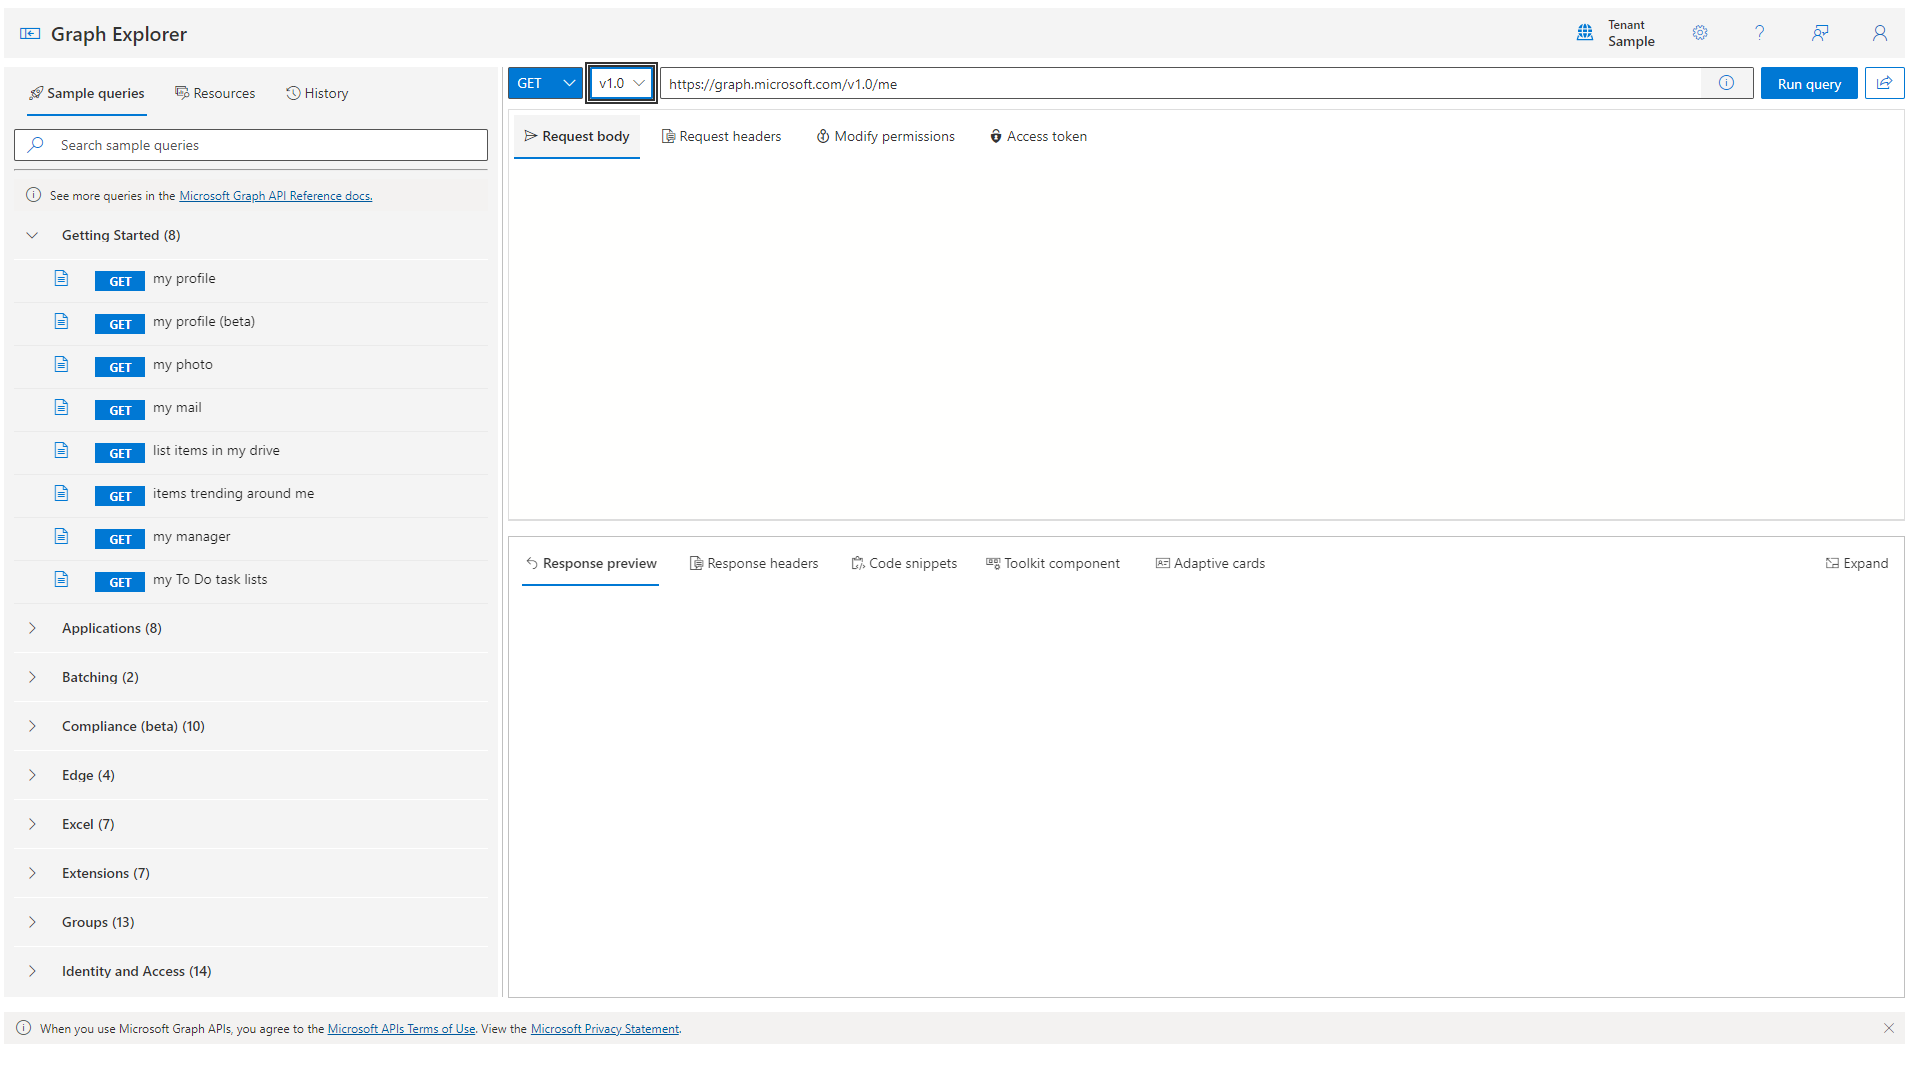 Graph Explorer
Tenant
Sample
Sample queries
Resources
History
Search sample queries
See more queries in the Microsoft Graph API Reference docs.
Getting Started (8)
GET my profile
GET my profile (beta)
GET my photo
GET my mail
GET list items in my drive
GET items trending around me
GET my manager
GET my To Do task lists
Applications (8)
Batching (2)
Compliance (beta) (10)
Edge (4)
Excel (7)
Extensions (7)
Groups (13)
Identity and Access (14)
GET
v1.0
https://graph.microsoft.com/v1.0/me
Run query
Request body
Request headers
Modify permissions
Access token
Response preview
Response headers
Code snippets
Toolkit component
Adaptive cards
Expand
When you use Microsoft Graph APIs, you agree to the Microsoft APIs Terms of Use. View the Microsoft Privacy Statement.